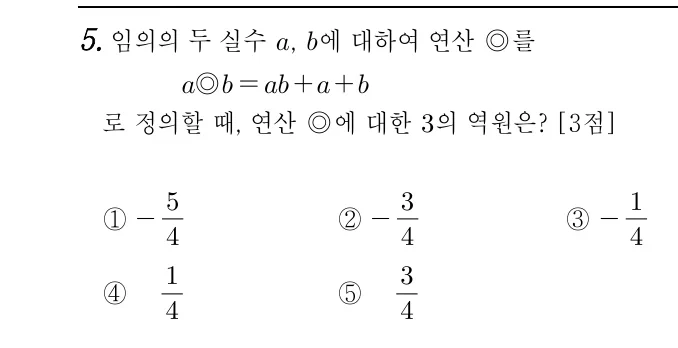 5. 임의의 두 실수 a, b에 대하여 연산 ◎를
a◎b=ab+a+b
로 정의할 때, 연산 ◎에 대한 3의 역원은? [3점]
① -5/4 ② -3/4 ③ -1/4
④ 1/4 ⑤ 3/4